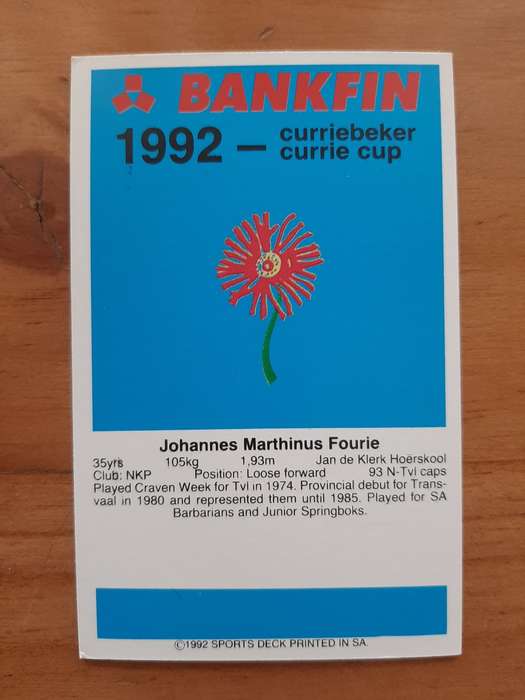 BANKFIN
1992 – curriebeker
currie cup
Johannes Marthinus Fourie
35yrs 105kg 1,93m Jan de Klerk Hoërskool
Club: NKP Position: Loose forward 93 N-Tvl caps
Played Craven Week for Tvl in 1974. Provincial debut for Trans-
vaal in 1980 and represented them until 1985. Played for SA
Barbarians and Junior Springboks.
©1992 SPORTS DECK PRINTED IN SA.